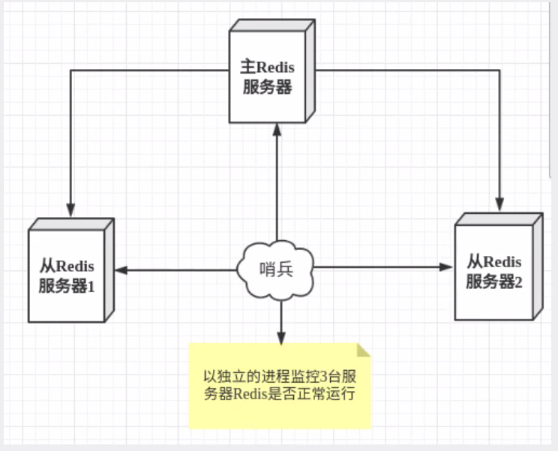 主Redis
服务器
从Redis
服务器1
哨兵
从Redis
服务器2
以独立的进程监控3台服
务器Redis是否正常运行